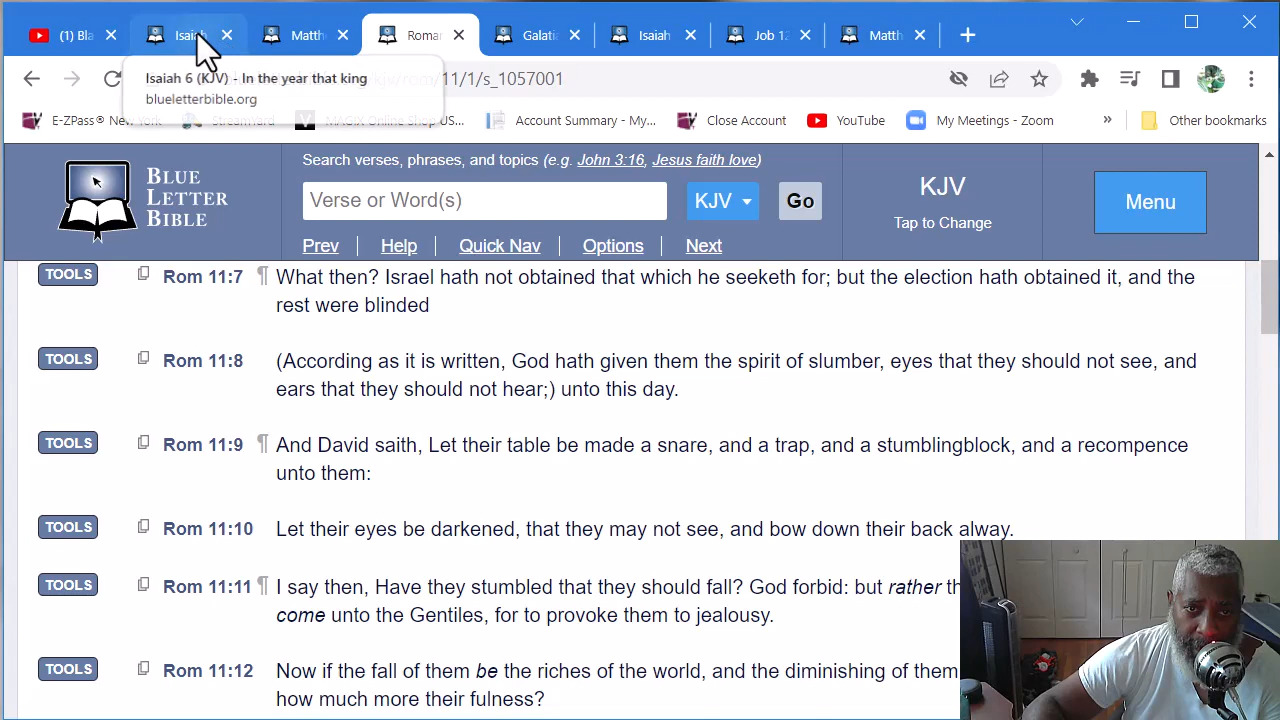 (1) Bla
Isaiah
Matth
Roma
Galati
Isaiah
Job 12
Matth
Isaiah 6 (KJV) - In the year that king
blueletterbible.org
/11/1/s_1057001
E-ZPass® New York
StreamYard
MAGIX Online Shop US...
Account Summary - My...
Close Account
YouTube
My Meetings - Zoom
»
Other bookmarks
BLUE
LETTER
BIBLE
Search verses, phrases, and topics (e.g. John 3:16, Jesus faith love)
Verse or Word(s)
KJV
Go
Prev
Help
Quick Nav
Options
Next
KJV
Tap to Change
Menu
TOOLS Rom 11:7 ¶ What then? Israel hath not obtained that which he seeketh for; but the election hath obtained it, and the
rest were blinded
TOOLS Rom 11:8 (According as it is written, God hath given them the spirit of slumber, eyes that they should not see, and
ears that they should not hear;) unto this day.
TOOLS Rom 11:9 ¶ And David saith, Let their table be made a snare, and a trap, and a stumblingblock, and a recompence
unto them:
TOOLS Rom 11:10 Let their eyes be darkened, that they may not see, and bow down their back alway.
TOOLS Rom 11:11 ¶ I say then, Have they stumbled that they should fall? God forbid: but rather th
come unto the Gentiles, for to provoke them to jealousy.
TOOLS Rom 11:12 Now if the fall of them be the riches of the world, and the diminishing of them
how much more their fulness?